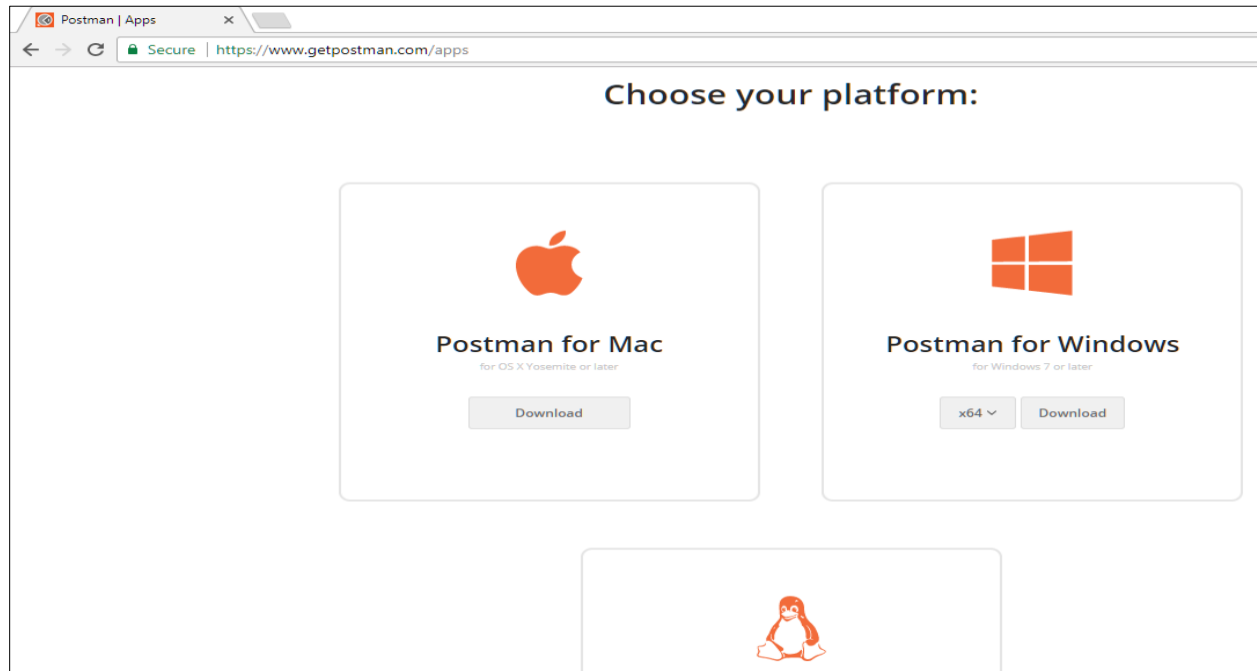 Postman | Apps
Secure | https://www.getpostman.com/apps
Choose your platform:
Postman for Mac
for OS X Yosemite or later
Download
Postman for Windows
for Windows 7 or later
x64 Download